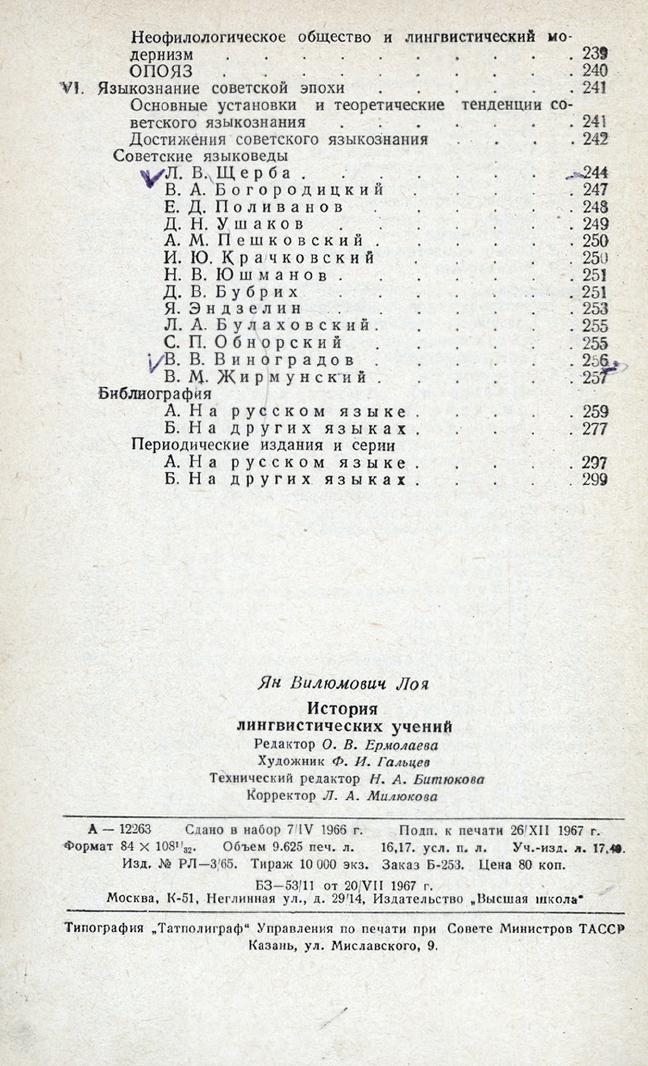 Неофилологическое общество и лингвистический мо-
дернизм . . . . . . . . . . . 239
ОПОЯЗ . . . . . . . . . . . 240
VI. Языкознание советской эпохи . . . . . . 241
Основные установки и теоретические тенденции со-
ветского языкознания . . . . . . . . 241
Достижения советского языкознания . . . . . 242
Советские языковеды
Л. В. Щерба . . . . . . . . . 244
В. А. Богородицкий . . . . . . 247
Е. Д. Поливанов . . . . . . 248
Д. Н. Ушаков . . . . . . . 249
А. М. Пешковский . . . . . . 250
И. Ю. Крачковский . . . . . . 250
Н. В. Юшманов . . . . . . . 251
Д. В. Бубрих . . . . . . . 251
Я. Эндзелин . . . . . . . 253
Л. А. Булаховский . . . . . . 255
С. П. Обнорский . . . . . . 255
В. В. Виноградов . . . . . . 256
В. М. Жирмунский . . . . . . 257
Библиография
А. На русском языке . . . . . 259
Б. На других языках . . . . . 277
Периодические издания и серии
А. На русском языке . . . . . 297
Б. На других языках . . . . . 299
Ян Вилюмович Лоя
История
лингвистических учений
Редактор О. В. Ермолаева
Художник Ф. И. Гальцев
Технический редактор Н. А. Битюкова
Корректор Л. А. Милюкова
А — 12263 Сдано в набор 7/IV 1966 г. Подп. к печати 26/XII 1967 г.
Формат 84 × 108¹/₃₂. Объем 9.625 печ. л. 16,17. усл. п. л. Уч.-изд. л.
Изд. № РЛ—3/65. Тираж 10 000 экз. Заказ Б-253. Цена 80 коп.
БЗ—53/11 от 20/VII 1967 г.
Москва, К-51, Неглинная ул., д. 29/14, Издательство „Высшая школа“
Типография „Татполиграф“ Управления по печати при Совете Министров ТАССР
Казань, ул. Миславского, 9.